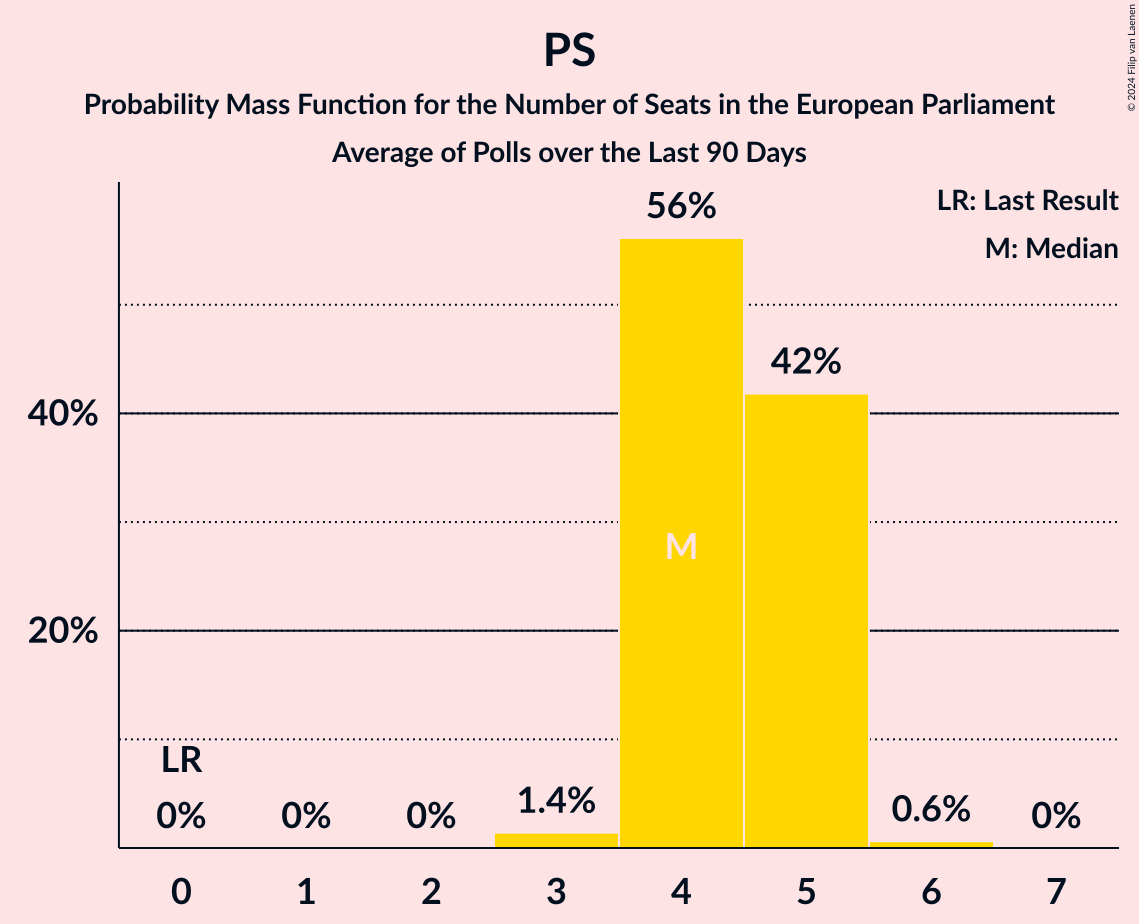 PS
Probability Mass Function for the Number of Seats in the European Parliament
Average of Polls over the Last 90 Days
© 2024 Filip van Laenen
LR: Last Result
M: Median
56%
42%
40%
M
20%
LR
0%
0%
0%
1.4%
0.6%
0%
0 1 2 3 4 5 6 7